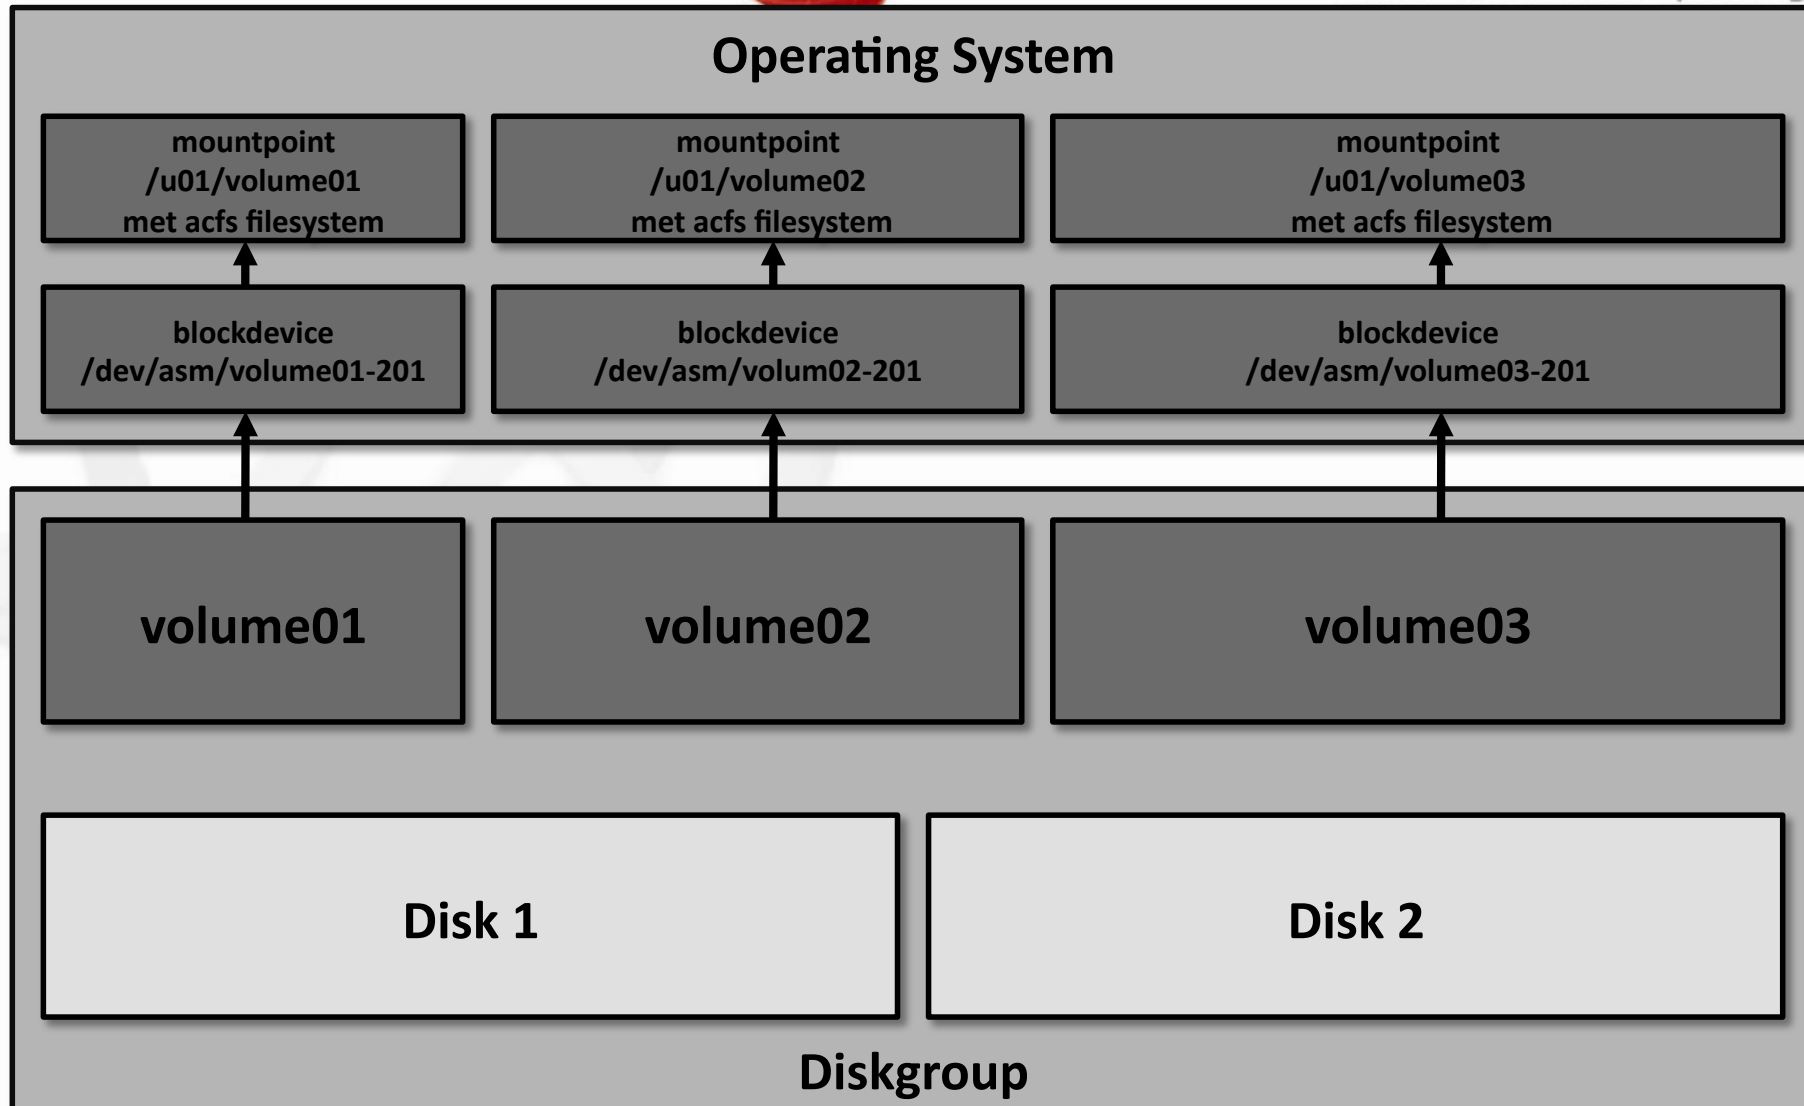 Operating System
mountpoint
/u01/volume01
met acfs filesystem
mountpoint
/u01/volume02
met acfs filesystem
mountpoint
/u01/volume03
met acfs filesystem
blockdevice
/dev/asm/volume01-201
blockdevice
/dev/asm/volum02-201
blockdevice
/dev/asm/volume03-201
volume01
volume02
volume03
Disk 1
Disk 2
Diskgroup